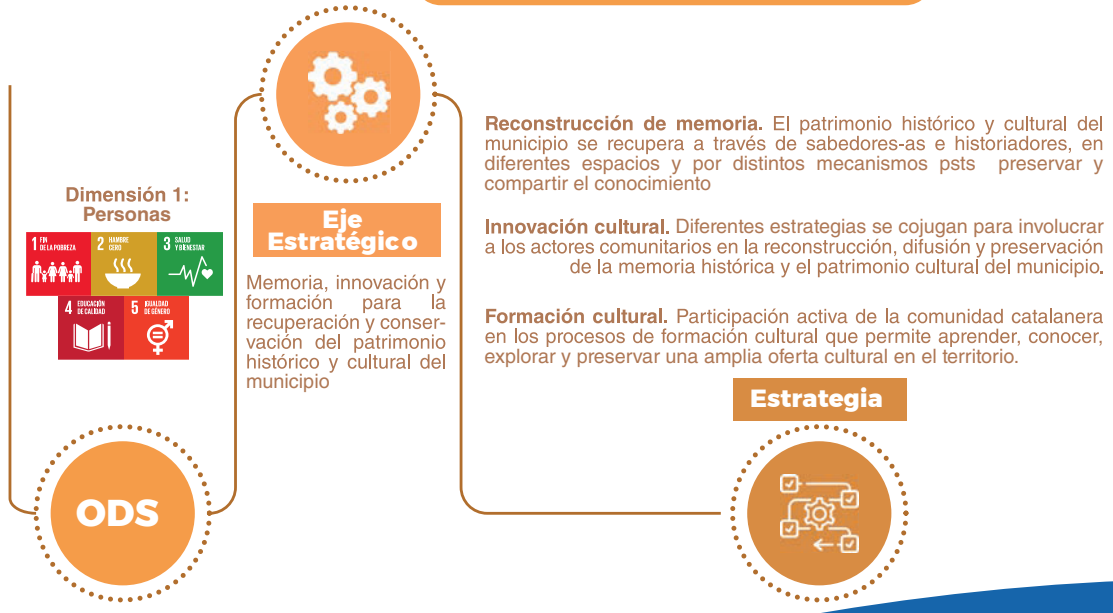 Dimensión 1:
Personas
1 FIN
DE LA POBREZA
2 HAMBRE
CERO
3 SALUD
Y BIENESTAR
4 EDUCACIÓN
DE CALIDAD
5 IGUALDAD
DE GÉNERO
ODS
Eje
Estratégico
Memoria, innovación y
formación para la
recuperación y conser-
vación del patrimonio
histórico y cultural del
municipio
Reconstrucción de memoria. El patrimonio histórico y cultural del
municipio se recupera a través de sabedores-as e historiadores, en
diferentes espacios y por distintos mecanismos psts preservar y
compartir el conocimiento
Innovación cultural. Diferentes estrategias se cojugan para involucrar
a los actores comunitarios en la reconstrucción, difusión y preservación
de la memoria histórica y el patrimonio cultural del municipio.
Formación cultural. Participación activa de la comunidad catalanera
en los procesos de formación cultural que permite aprender, conocer,
explorar y preservar una amplia oferta cultural en el territorio.
Estrategia